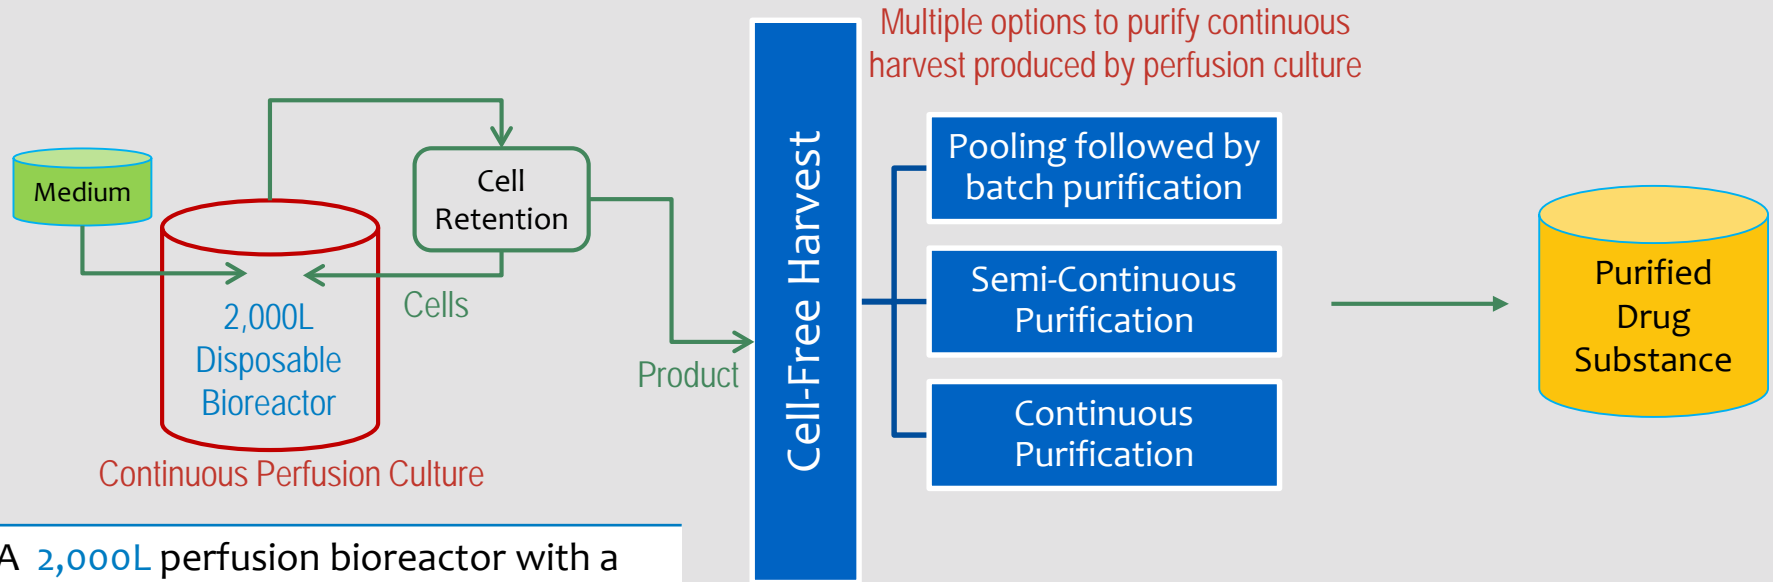 Multiple options to purify continuous
harvest produced by perfusion culture
Medium
Cell
Retention
Cells
2,000L
Disposable
Bioreactor
Continuous Perfusion Culture
Product
Cell-Free Harvest
Pooling followed by
batch purification
Semi-Continuous
Purification
Continuous
Purification
Purified
Drug
Substance
A 2,000L perfusion bioreactor with a